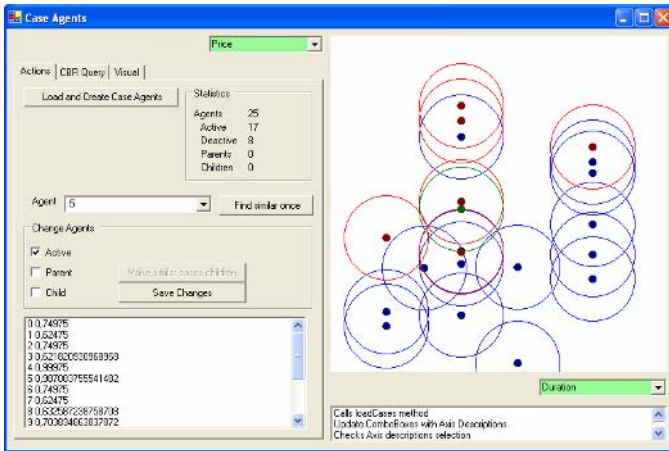 Case Agents
Price
Actions
CBR Query
Visual
Load and Create Case Agents
Statistics
Agents 25
Active 17
Deactive 8
Parents 0
Children 0
Agent 5
Find similar once
Change Agents
Active
Parent
Make similar cases children
Child
Save Changes
0 0,74975
1 0,62475
2 0,74975
3 0,621820930968958
4 0,99975
5 0,987083755541482
6 0,74975
7 0,62475
8 0,632587238758708
9 0,703834863837872
Duration
Calls loadCases method
Update ComboBoxes with Axis Descriptions
Checks Axis descriptions selection